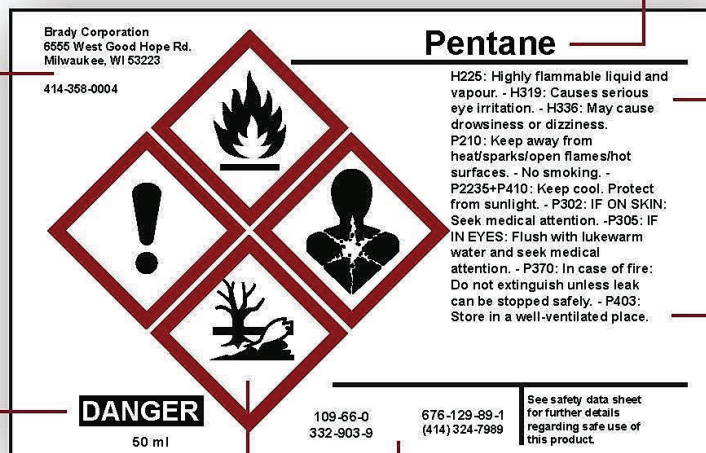 Brady Corporation
6555 West Good Hope Rd.
Milwaukee, WI 53223
414-358-0004
Pentane
H225: Highly flammable liquid and
vapour. - H319: Causes serious
eye irritation. - H336: May cause
drowsiness or dizziness.
P210: Keep away from
heat/sparks/open flames/hot
surfaces. - No smoking. -
P2235+P410: Keep cool. Protect
from sunlight. - P302: IF ON SKIN:
Seek medical attention. -P305: IF
IN EYES: Flush with lukewarm
water and seek medical
attention. - P370: In case of fire:
Do not extinguish unless leak
can be stopped safely. - P403:
Store in a well-ventilated place.
DANGER
50 ml
109-66-0
332-903-9
676-129-89-1
(414) 324-7989
See safety data sheet
for further details
regarding safe use of
this product.